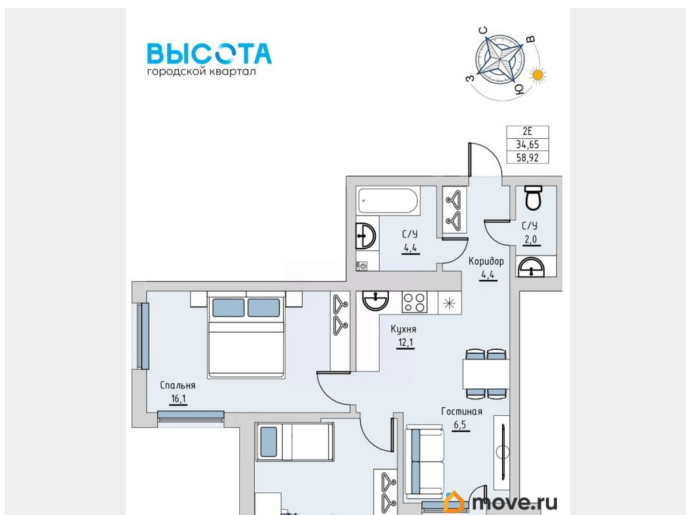 ВЫСОТА
городской квартал
С
В
З
Ю
2Е
34,65
58,92
С/У
4,4
С/У
2,0
Коридор
4,4
Кухня
12,1
Спальня
16,1
Гостиная
6,5
move.ru